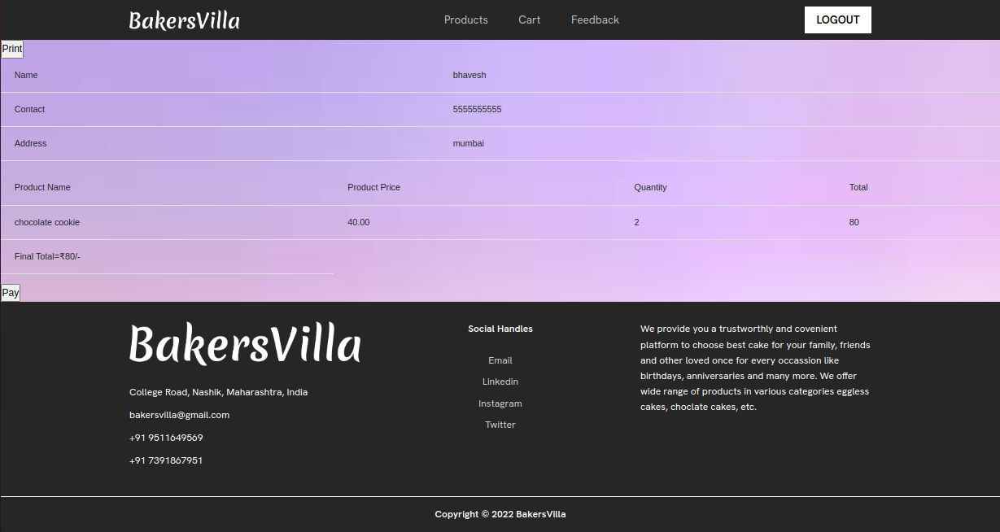 BakersVilla Products Cart Feedback LOGOUT
Print
Name bhavesh
Contact 5555555555
Address mumbai
Product Name Product Price Quantity Total
chocolate cookie 40.00 2 80
Final Total=₹80/-
Pay
BakersVilla
College Road, Nashik, Maharashtra, India
bakersvilla@gmail.com
+91 9511649569
+91 7391867951
Social Handles
Email
Linkedin
Instagram
Twitter
We provide you a trustworthly and covenient
platform to choose best cake for your family, friends
and other loved once for every occassion like
birthdays, anniversaries and many more. We offer
wide range of products in various categories eggless
cakes, choclate cakes, etc.
Copyright © 2022 BakersVilla